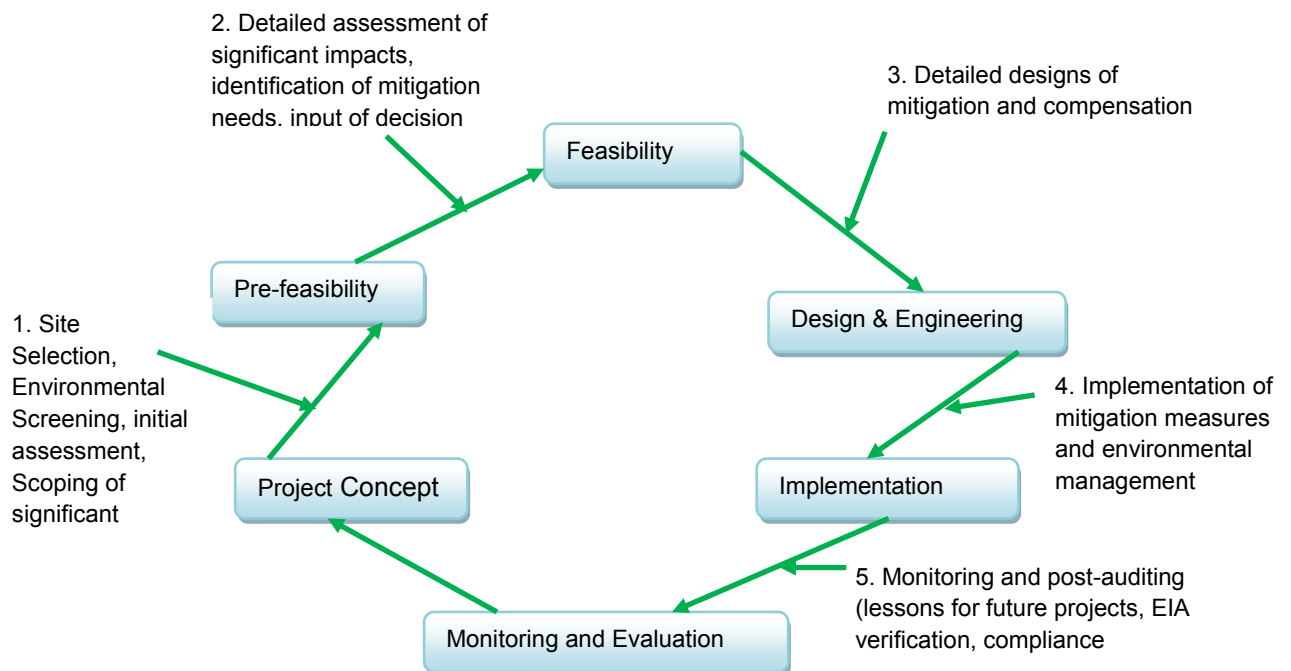 2. Detailed assessment of
significant impacts,
identification of mitigation
needs, input of decision
3. Detailed designs of
mitigation and compensation
Feasibility
Pre-feasibility
Design & Engineering
1. Site
Selection,
Environmental
Screening, initial
assessment,
Scoping of
significant
4. Implementation of
mitigation measures
and environmental
management
Project Concept
Implementation
5. Monitoring and post-auditing
(lessons for future projects, EIA
verification, compliance
Monitoring and Evaluation